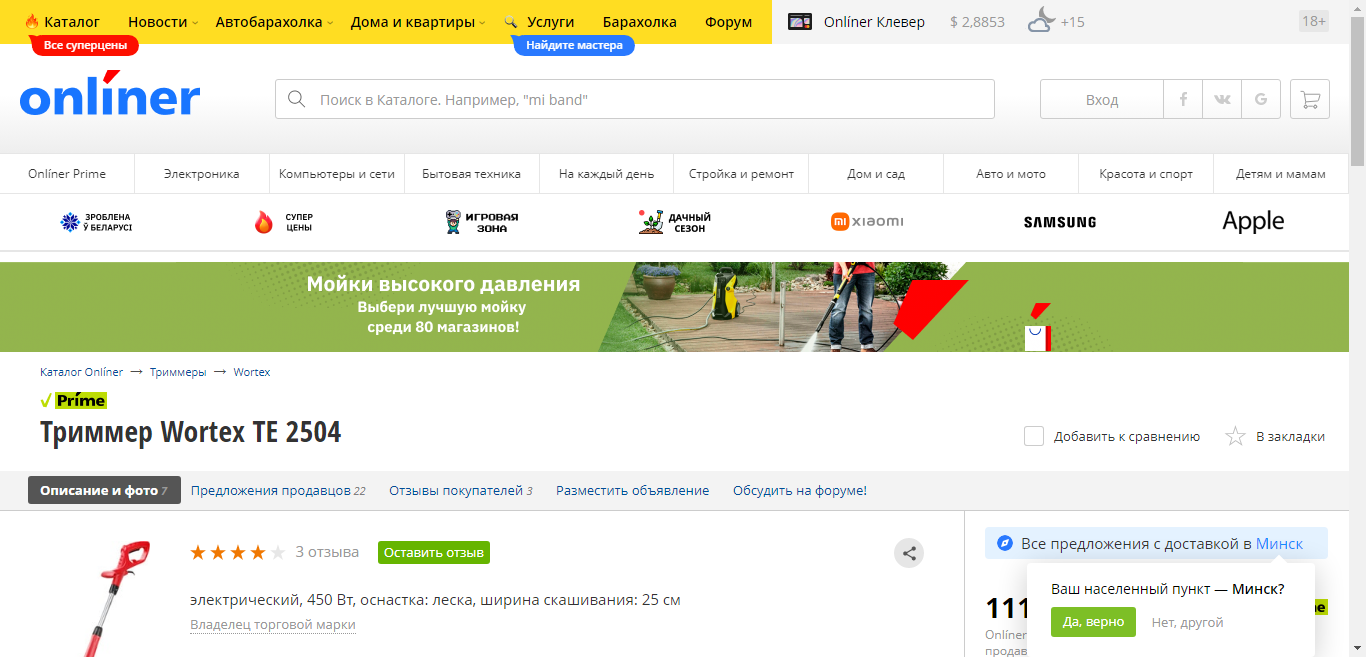 Каталог Новости Автобарахолка Дома и квартиры Услуги Барахолка Форум Onlíner Клевер $ 2,8853 +15 18+
Все суперцены Найдите мастера
onlíner
Поиск в Каталоге. Например, "mi band"
Вход
Onlíner Prime Электроника Компьютеры и сети Бытовая техника На каждый день Стройка и ремонт Дом и сад Авто и мото Красота и спорт Детям и мамам
ЗРОБЛЕНА
Ў БЕЛАРУСІ
СУПЕР
ЦЕНЫ
ИГРОВАЯ
ЗОНА
ДАЧНЫЙ
СЕЗОН
mi xiaomi
SAMSUNG
Apple
Мойки высокого давления
Выбери лучшую мойку
среди 80 магазинов!
Каталог Onlíner → Триммеры → Wortex
Príme
Триммер Wortex TE 2504
Добавить к сравнению В закладки
Описание и фото 7 Предложения продавцов 22 Отзывы покупателей 3 Разместить объявление Обсудить на форуме!
3 отзыва Оставить отзыв
Все предложения с доставкой в Минск
электрический, 450 Вт, оснастка: леска, ширина скашивания: 25 см
Владелец торговой марки
Ваш населенный пункт — Минск?
Да, верно Нет, другой
111
Onlíner